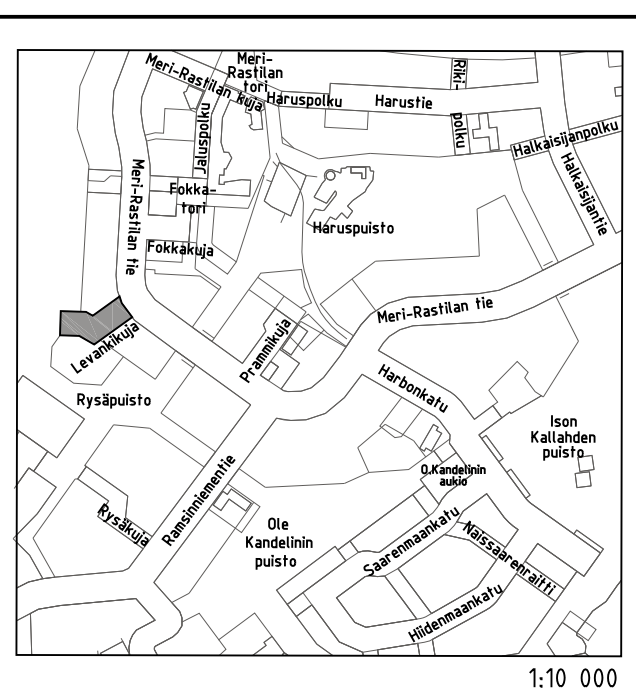 Meri-
Rastilan
tori
Meri-Rastilan kuja
Haruspolku
Harustie
Riki-
polku
Halkaisijanpolku
Halkaisijantie
Jaluspolku
Meri-Rastilan tie
Fokka-
tori
Fokkakuja
Haruspuisto
Meri-Rastilan tie
Levankikuja
Prammikuja
Rysäpuisto
Harbonkatu
Ison
Kallahden
puisto
O.Kandelinin
aukio
Ramsinniementie
Rysäkuja
Ole
Kandelinin
puisto
Saarenmaankatu
Naissaarenraitti
Hiidenmaankatu
1:10 000